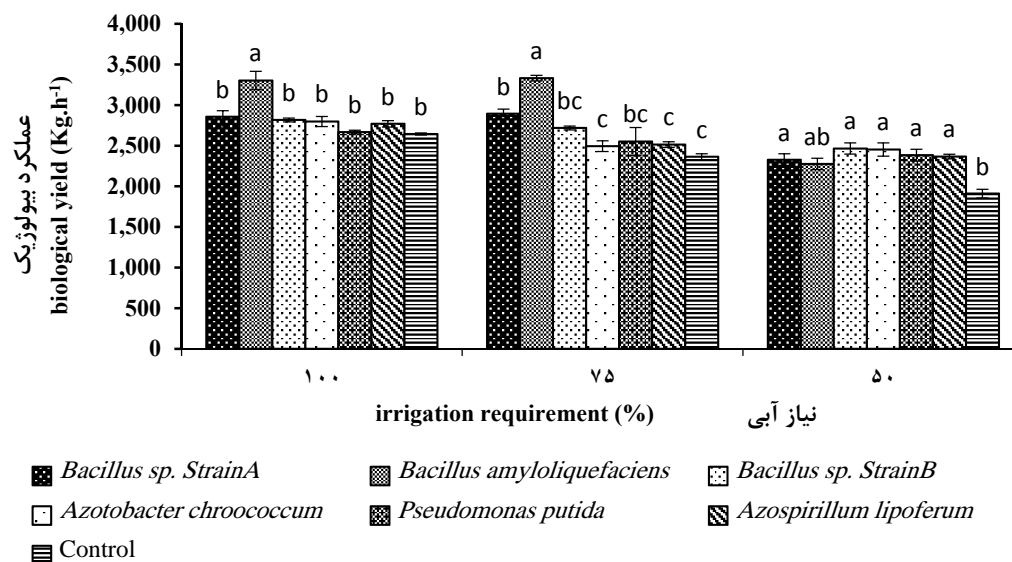 عملکرد بیولوژیک
biological yield (Kg.h⁻¹)
4,000
3,500
3,000
2,500
2,000
1,500
1,000
500
0
b a b b b b b
b a bc c bc c c
a ab a a a a b
۱۰۰ ۷۵ ۵۰
irrigation requirement (%) نیاز آبی
Bacillus sp. StrainA Bacillus amyloliquefaciens Bacillus sp. StrainB
Azotobacter chroococcum Pseudomonas putida Azospirillum lipoferum
Control